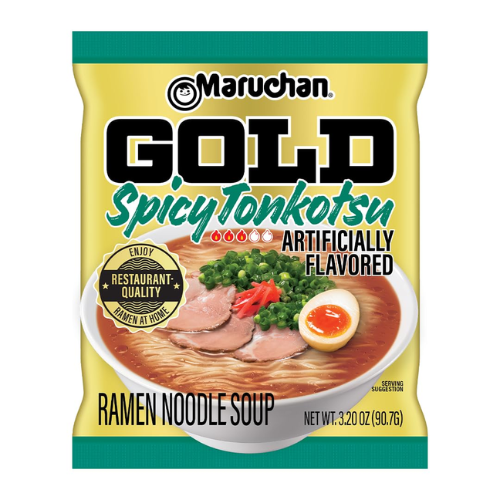 Maruchan®
GOLD
Spicy Tonkotsu
ARTIFICIALLY
FLAVORED
ENJOY
RESTAURANT-
QUALITY
RAMEN AT HOME
SERVING
SUGGESTION
RAMEN NOODLE SOUP
NET WT. 3.20 OZ (90.7G)